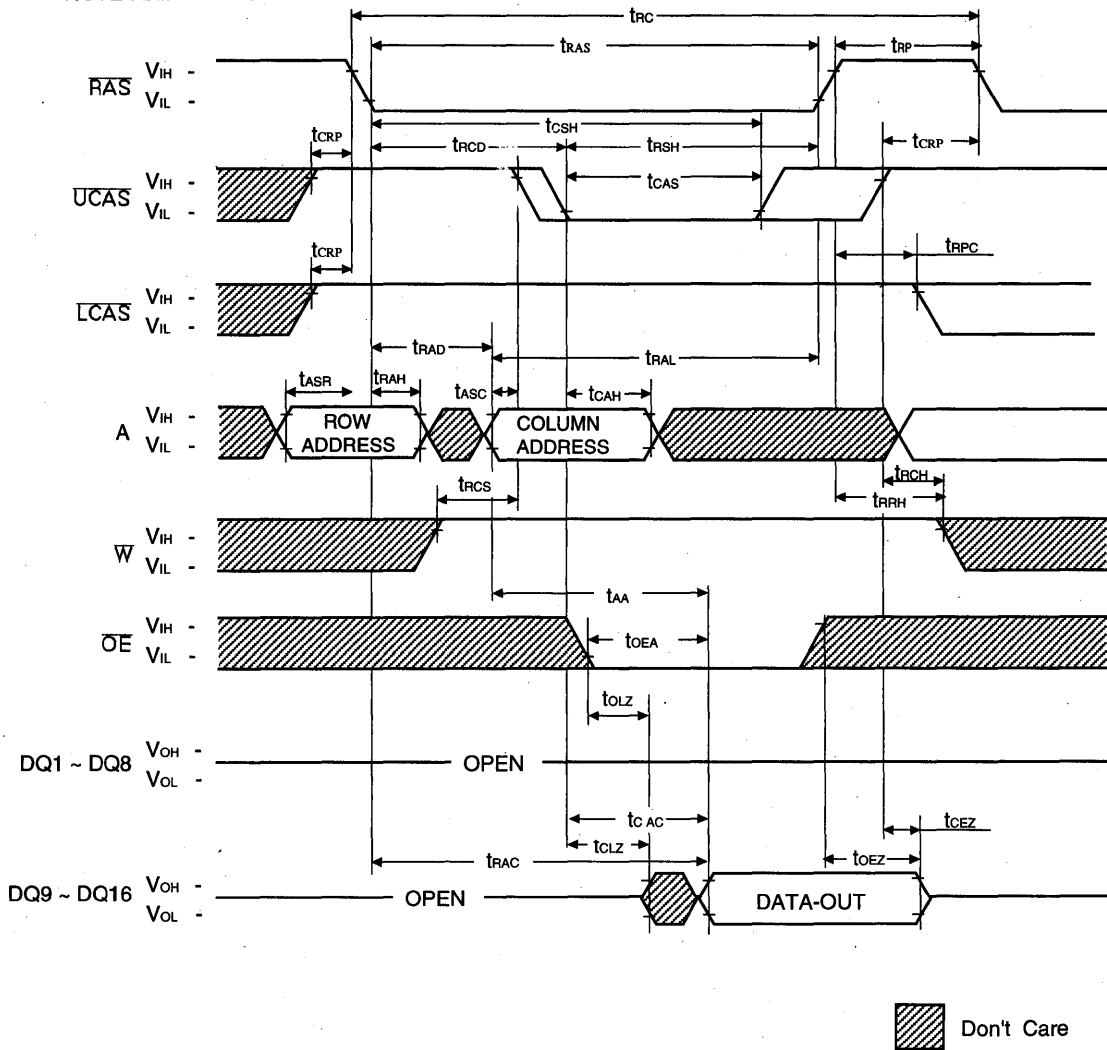 tRC
tRAS
tRP
RAS VIH -
VIL -
tCSH
tCRP
tRCD
tRSH
tCRP
UCAS VIH -
VIL -
tCAS
tCRP
tRPC
LCAS VIH -
VIL -
tRAD
tRAL
tASR
tRAH
tASC
tCAH
A VIH -
VIL -
ROW
ADDRESS
COLUMN
ADDRESS
tRCS
tRCH
tRRH
W VIH -
VIL -
tAA
OE VIH -
VIL -
tOEA
tOLZ
DQ1 ~ DQ8 VOH -
VOL -
OPEN
tCAC
tCEZ
tCLZ
tRAC
tOEZ
DQ9 ~ DQ16 VOH -
VOL -
OPEN
DATA-OUT
Don't Care